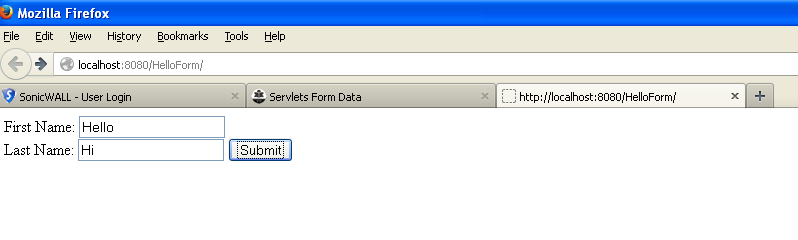 Mozilla Firefox
File Edit View History Bookmarks Tools Help
localhost:8080/HelloForm/
SonicWALL - User Login Servlets Form Data http://localhost:8080/HelloForm/
First Name: Hello
Last Name: Hi Submit